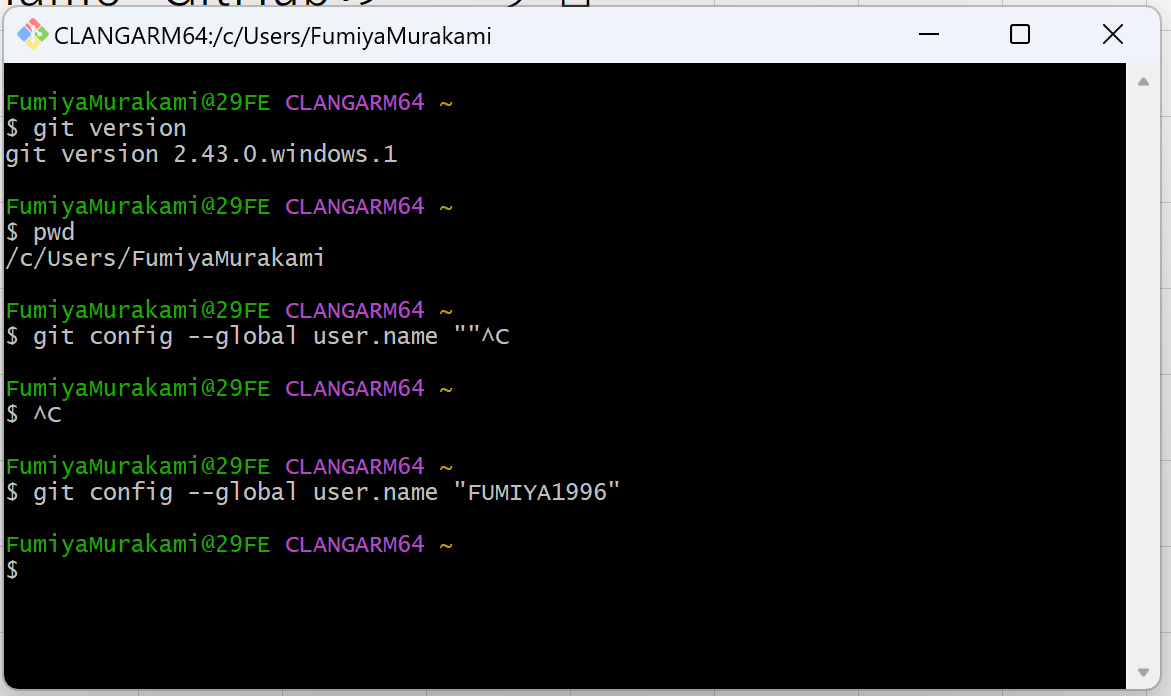 GitHub
CLANGARM64:/c/Users/FumiyaMurakami
FumiyaMurakami@29FE CLANGARM64 ~
$ git version
git version 2.43.0.windows.1
FumiyaMurakami@29FE CLANGARM64 ~
$ pwd
/c/Users/FumiyaMurakami
FumiyaMurakami@29FE CLANGARM64 ~
$ git config --global user.name ""^C
FumiyaMurakami@29FE CLANGARM64 ~
$ ^C
FumiyaMurakami@29FE CLANGARM64 ~
$ git config --global user.name "FUMIYA1996"
FumiyaMurakami@29FE CLANGARM64 ~
$